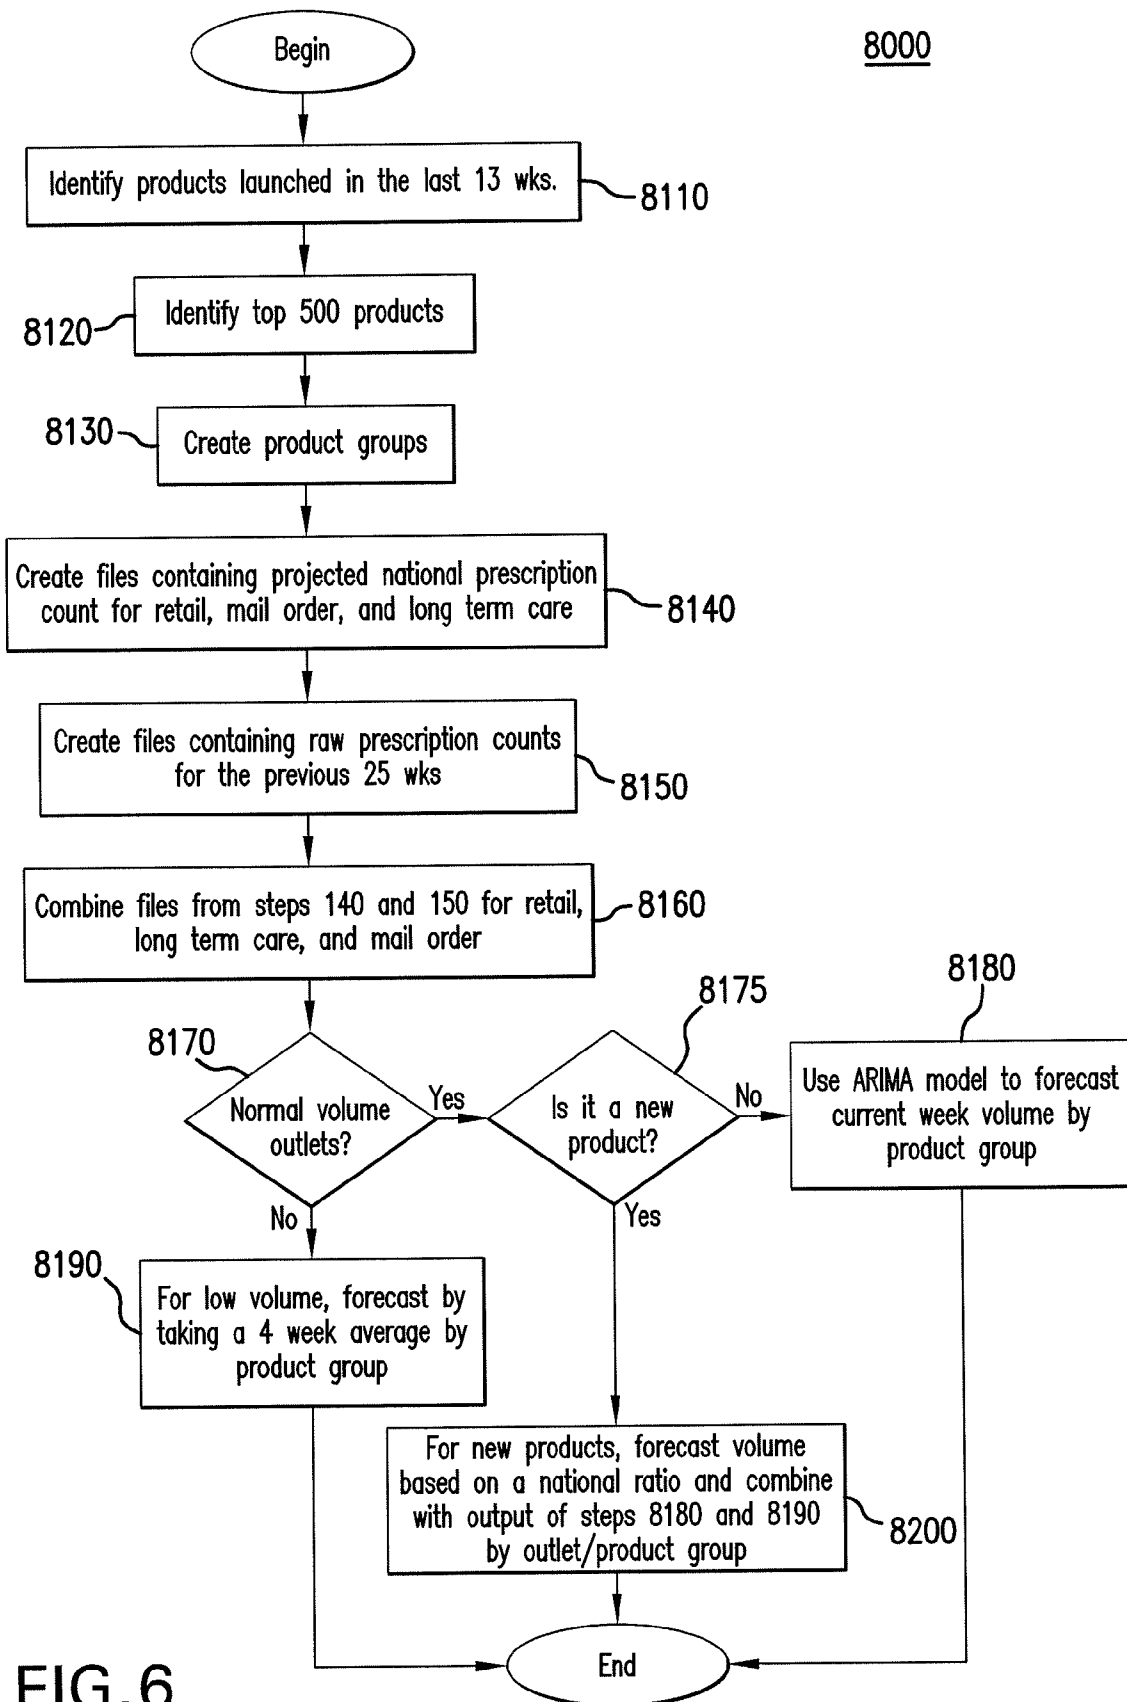 Begin
8000
Identify products launched in the last 13 wks.
8110
Identify top 500 products
8120
8130
Create product groups
Create files containing projected national prescription
count for retail, mail order, and long term care
8140
Create files containing raw prescription counts
for the previous 25 wks
8150
Combine files from steps 140 and 150 for retail,
long term care, and mail order
8160
8170
Normal volume
outlets?
Yes
8175
Is it a new
product?
No
8180
Use ARIMA model to forecast
current week volume by
product group
No
Yes
8190
For low volume, forecast by
taking a 4 week average by
product group
For new products, forecast volume
based on a national ratio and combine
with output of steps 8180 and 8190
by outlet/product group
8200
End
FIG.6